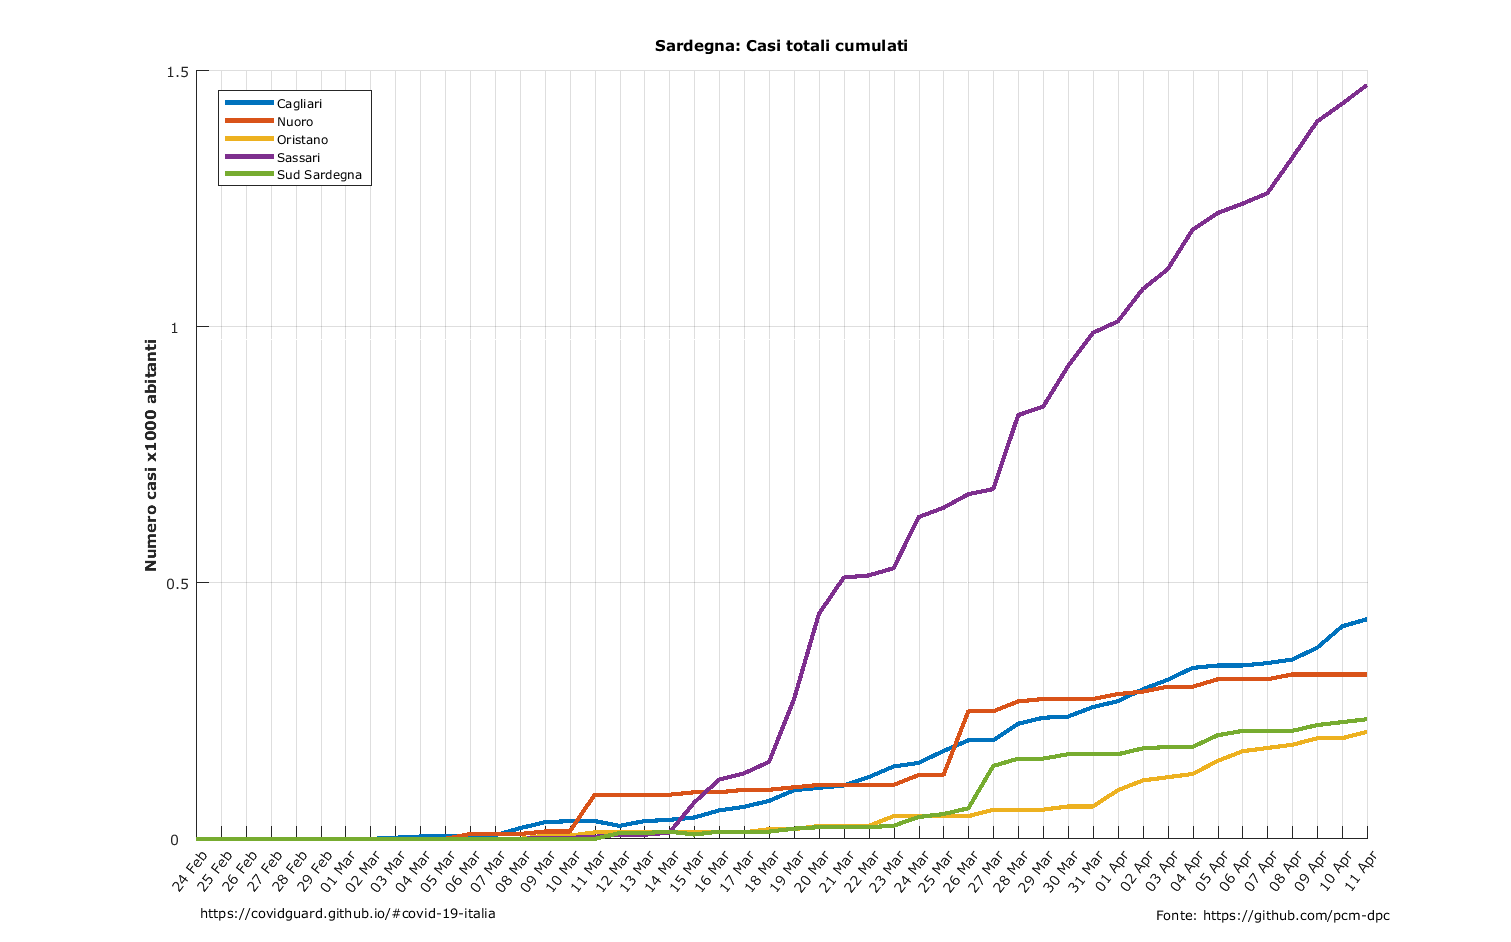 Sardegna: Casi totali cumulati
1.5
1
0.5
0
Numero casi x1000 abitanti
Cagliari
Nuoro
Oristano
Sassari
Sud Sardegna
24 Feb
25 Feb
26 Feb
27 Feb
28 Feb
29 Feb
01 Mar
02 Mar
03 Mar
04 Mar
05 Mar
06 Mar
07 Mar
08 Mar
09 Mar
10 Mar
11 Mar
12 Mar
13 Mar
14 Mar
15 Mar
16 Mar
17 Mar
18 Mar
19 Mar
20 Mar
21 Mar
22 Mar
23 Mar
24 Mar
25 Mar
26 Mar
27 Mar
28 Mar
29 Mar
30 Mar
31 Mar
01 Apr
02 Apr
03 Apr
04 Apr
05 Apr
06 Apr
07 Apr
08 Apr
09 Apr
10 Apr
11 Apr
https://covidguard.github.io/#covid-19-italia
Fonte: https://github.com/pcm-dpc